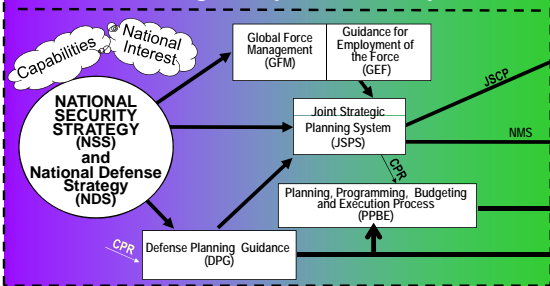 Capabilities
National
Interest
Global Force
Management
(GFM)
Guidance for
Employment of
the Force
(GEF)
NATIONAL
SECURITY
STRATEGY
(NSS)
and
National Defense
Strategy
(NDS)
Joint Strategic
Planning System
(JSPS)
JSCP
NMS
CPR
Planning, Programming, Budgeting
and Execution Process
(PPBE)
CPR
Defense Planning Guidance
(DPG)